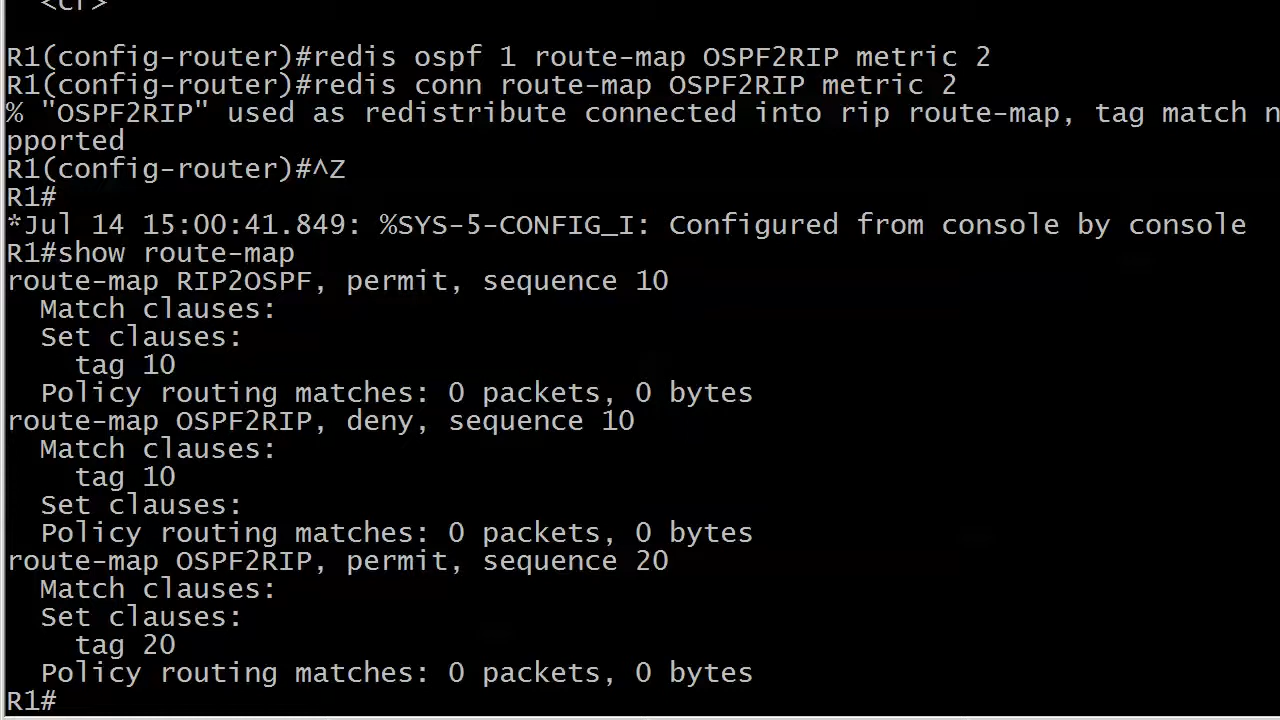 <cr>
R1(config-router)#redis ospf 1 route-map OSPF2RIP metric 2
R1(config-router)#redis conn route-map OSPF2RIP metric 2
% "OSPF2RIP" used as redistribute connected into rip route-map, tag match n
pported
R1(config-router)#^Z
R1#
*Jul 14 15:00:41.849: %SYS-5-CONFIG_I: Configured from console by console
R1#show route-map
route-map RIP2OSPF, permit, sequence 10
  Match clauses:
  Set clauses:
    tag 10
  Policy routing matches: 0 packets, 0 bytes
route-map OSPF2RIP, deny, sequence 10
  Match clauses:
    tag 10
  Set clauses:
  Policy routing matches: 0 packets, 0 bytes
route-map OSPF2RIP, permit, sequence 20
  Match clauses:
  Set clauses:
    tag 20
  Policy routing matches: 0 packets, 0 bytes
R1#